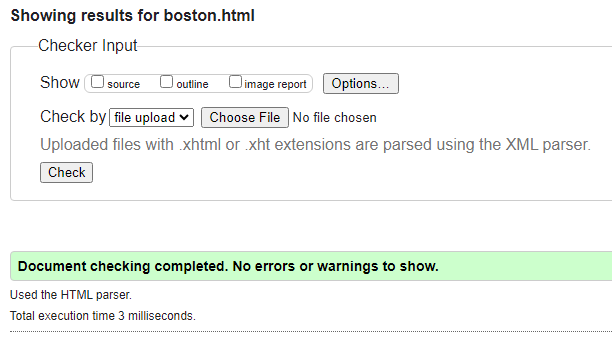 Showing results for boston.html
Checker Input
Show source outline image report Options...
Check by file upload Choose File No file chosen
Uploaded files with .xhtml or .xht extensions are parsed using the XML parser.
Check
Document checking completed. No errors or warnings to show.
Used the HTML parser.
Total execution time 3 milliseconds.